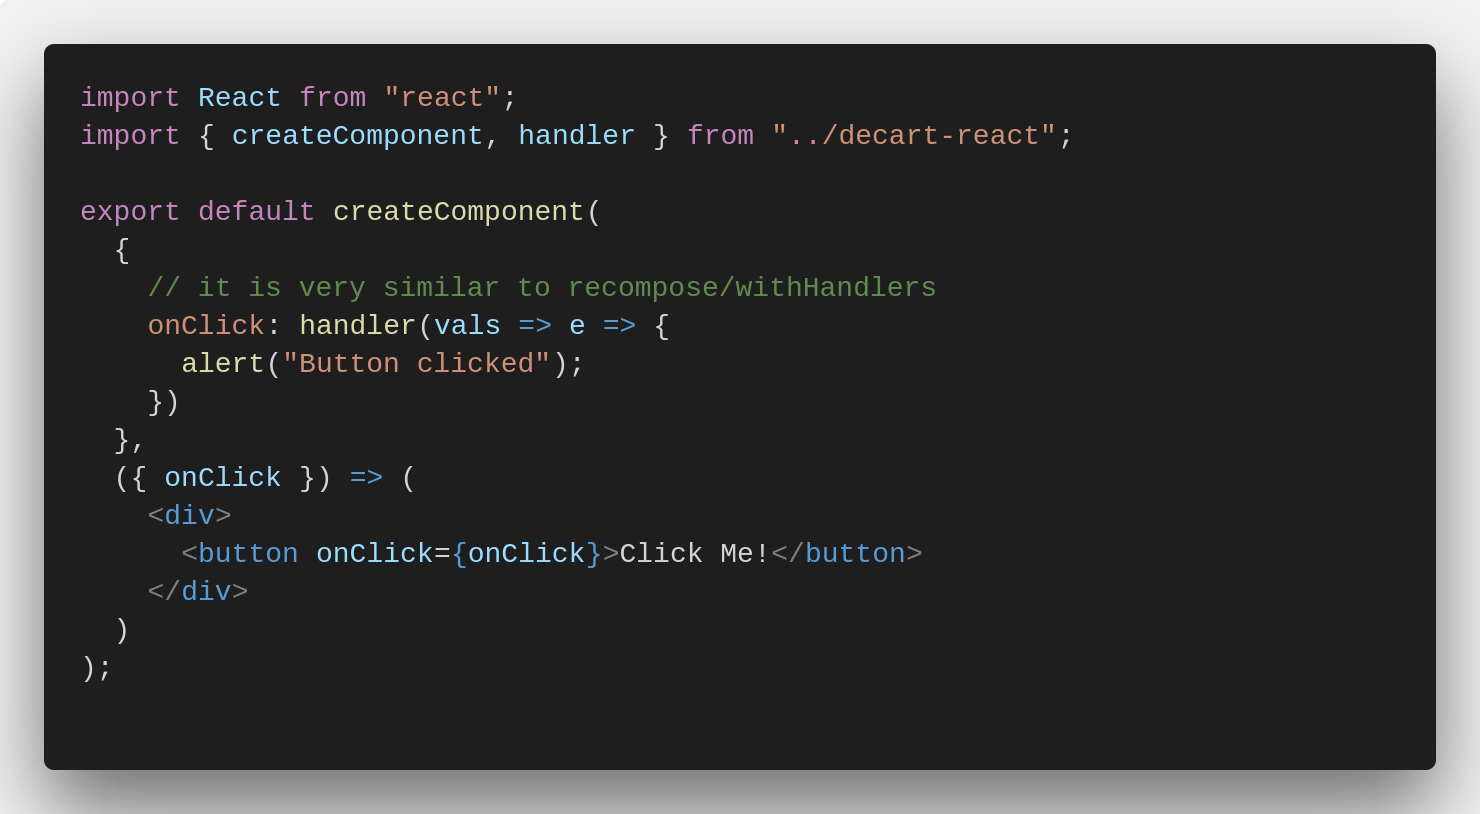 import React from "react";
import { createComponent, handler } from "../decart-react";

export default createComponent(
  {
    // it is very similar to recompose/withHandlers
    onClick: handler(vals => e => {
      alert("Button clicked");
    })
  },
  ({ onClick }) => (
    <div>
      <button onClick={onClick}>Click Me!</button>
    </div>
  )
);